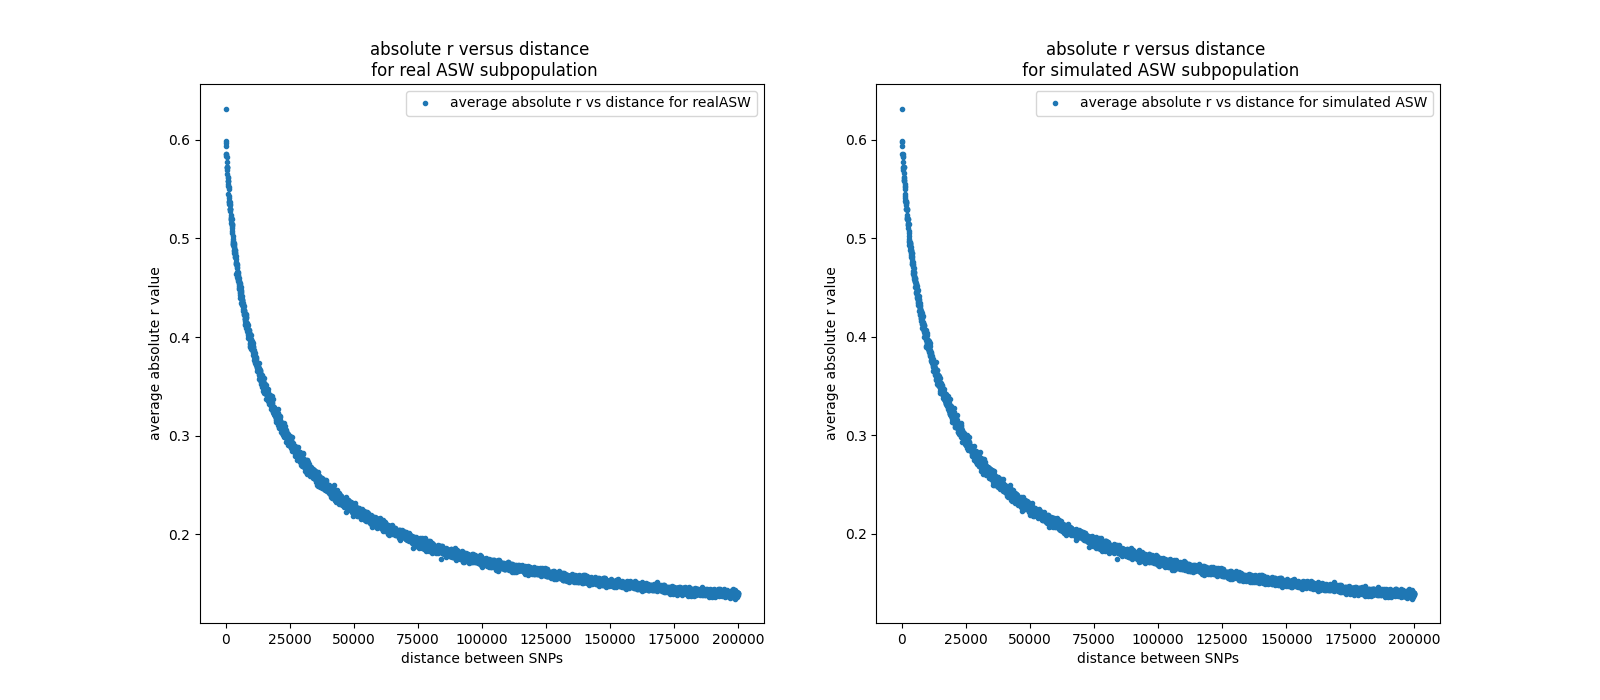 absolute r versus distance
for real ASW subpopulation
average absolute r vs distance for realASW
0.6
0.5
0.4
0.3
0.2
average absolute r value
0 25000 50000 75000 100000 125000 150000 175000 200000
distance between SNPs
absolute r versus distance
for simulated ASW subpopulation
average absolute r vs distance for simulated ASW
0.6
0.5
0.4
0.3
0.2
average absolute r value
0 25000 50000 75000 100000 125000 150000 175000 200000
distance between SNPs